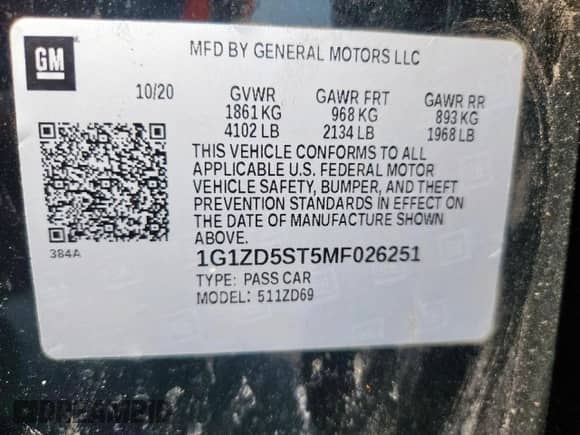 GM
MFD BY GENERAL MOTORS LLC
10/20 GVWR GAWR FRT GAWR RR
1861 KG 968 KG 893 KG
4102 LB 2134 LB 1968 LB
THIS VEHICLE CONFORMS TO ALL
APPLICABLE U.S. FEDERAL MOTOR
VEHICLE SAFETY, BUMPER, AND THEFT
PREVENTION STANDARDS IN EFFECT ON
THE DATE OF MANUFACTURE SHOWN
ABOVE.
384A
1G1ZD5ST5MF026251
TYPE: PASS CAR
MODEL: 511ZD69
DREAMBID